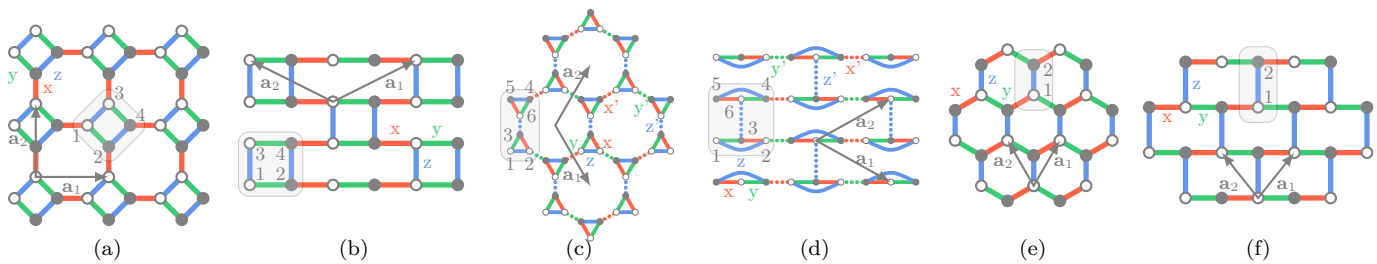 y
z
x
3
4
1
2
a₂
a₁
(a)
a₂
a₁
x
y
z
3 4
1 2
(b)
5 4
6
3
1 2
a₂
x'
y'
z'
y
x
z
a₁
(c)
y'
x'
z'
5 4
6
3
1 z 2
a₂
a₁
x y
(d)
z
2
1
x
y
a₂
a₁
(e)
z
2
1
x y
a₂
a₁
(f)